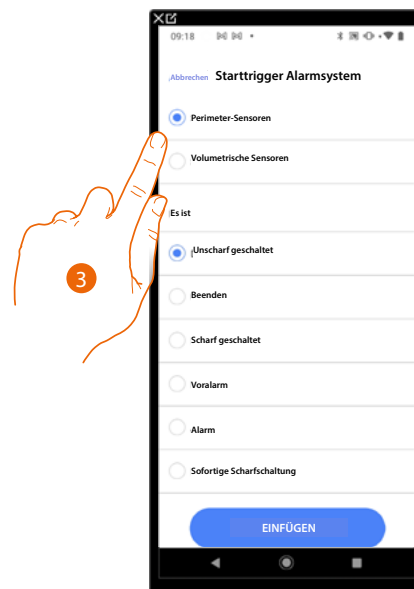 09:18
Abbrechen Starttrigger Alarmsystem
Perimeter-Sensoren
Volumetrische Sensoren
Es ist
Unscharf geschaltet
3
Beenden
Scharf geschaltet
Voralarm
Alarm
Sofortige Scharfschaltung
EINFÜGEN